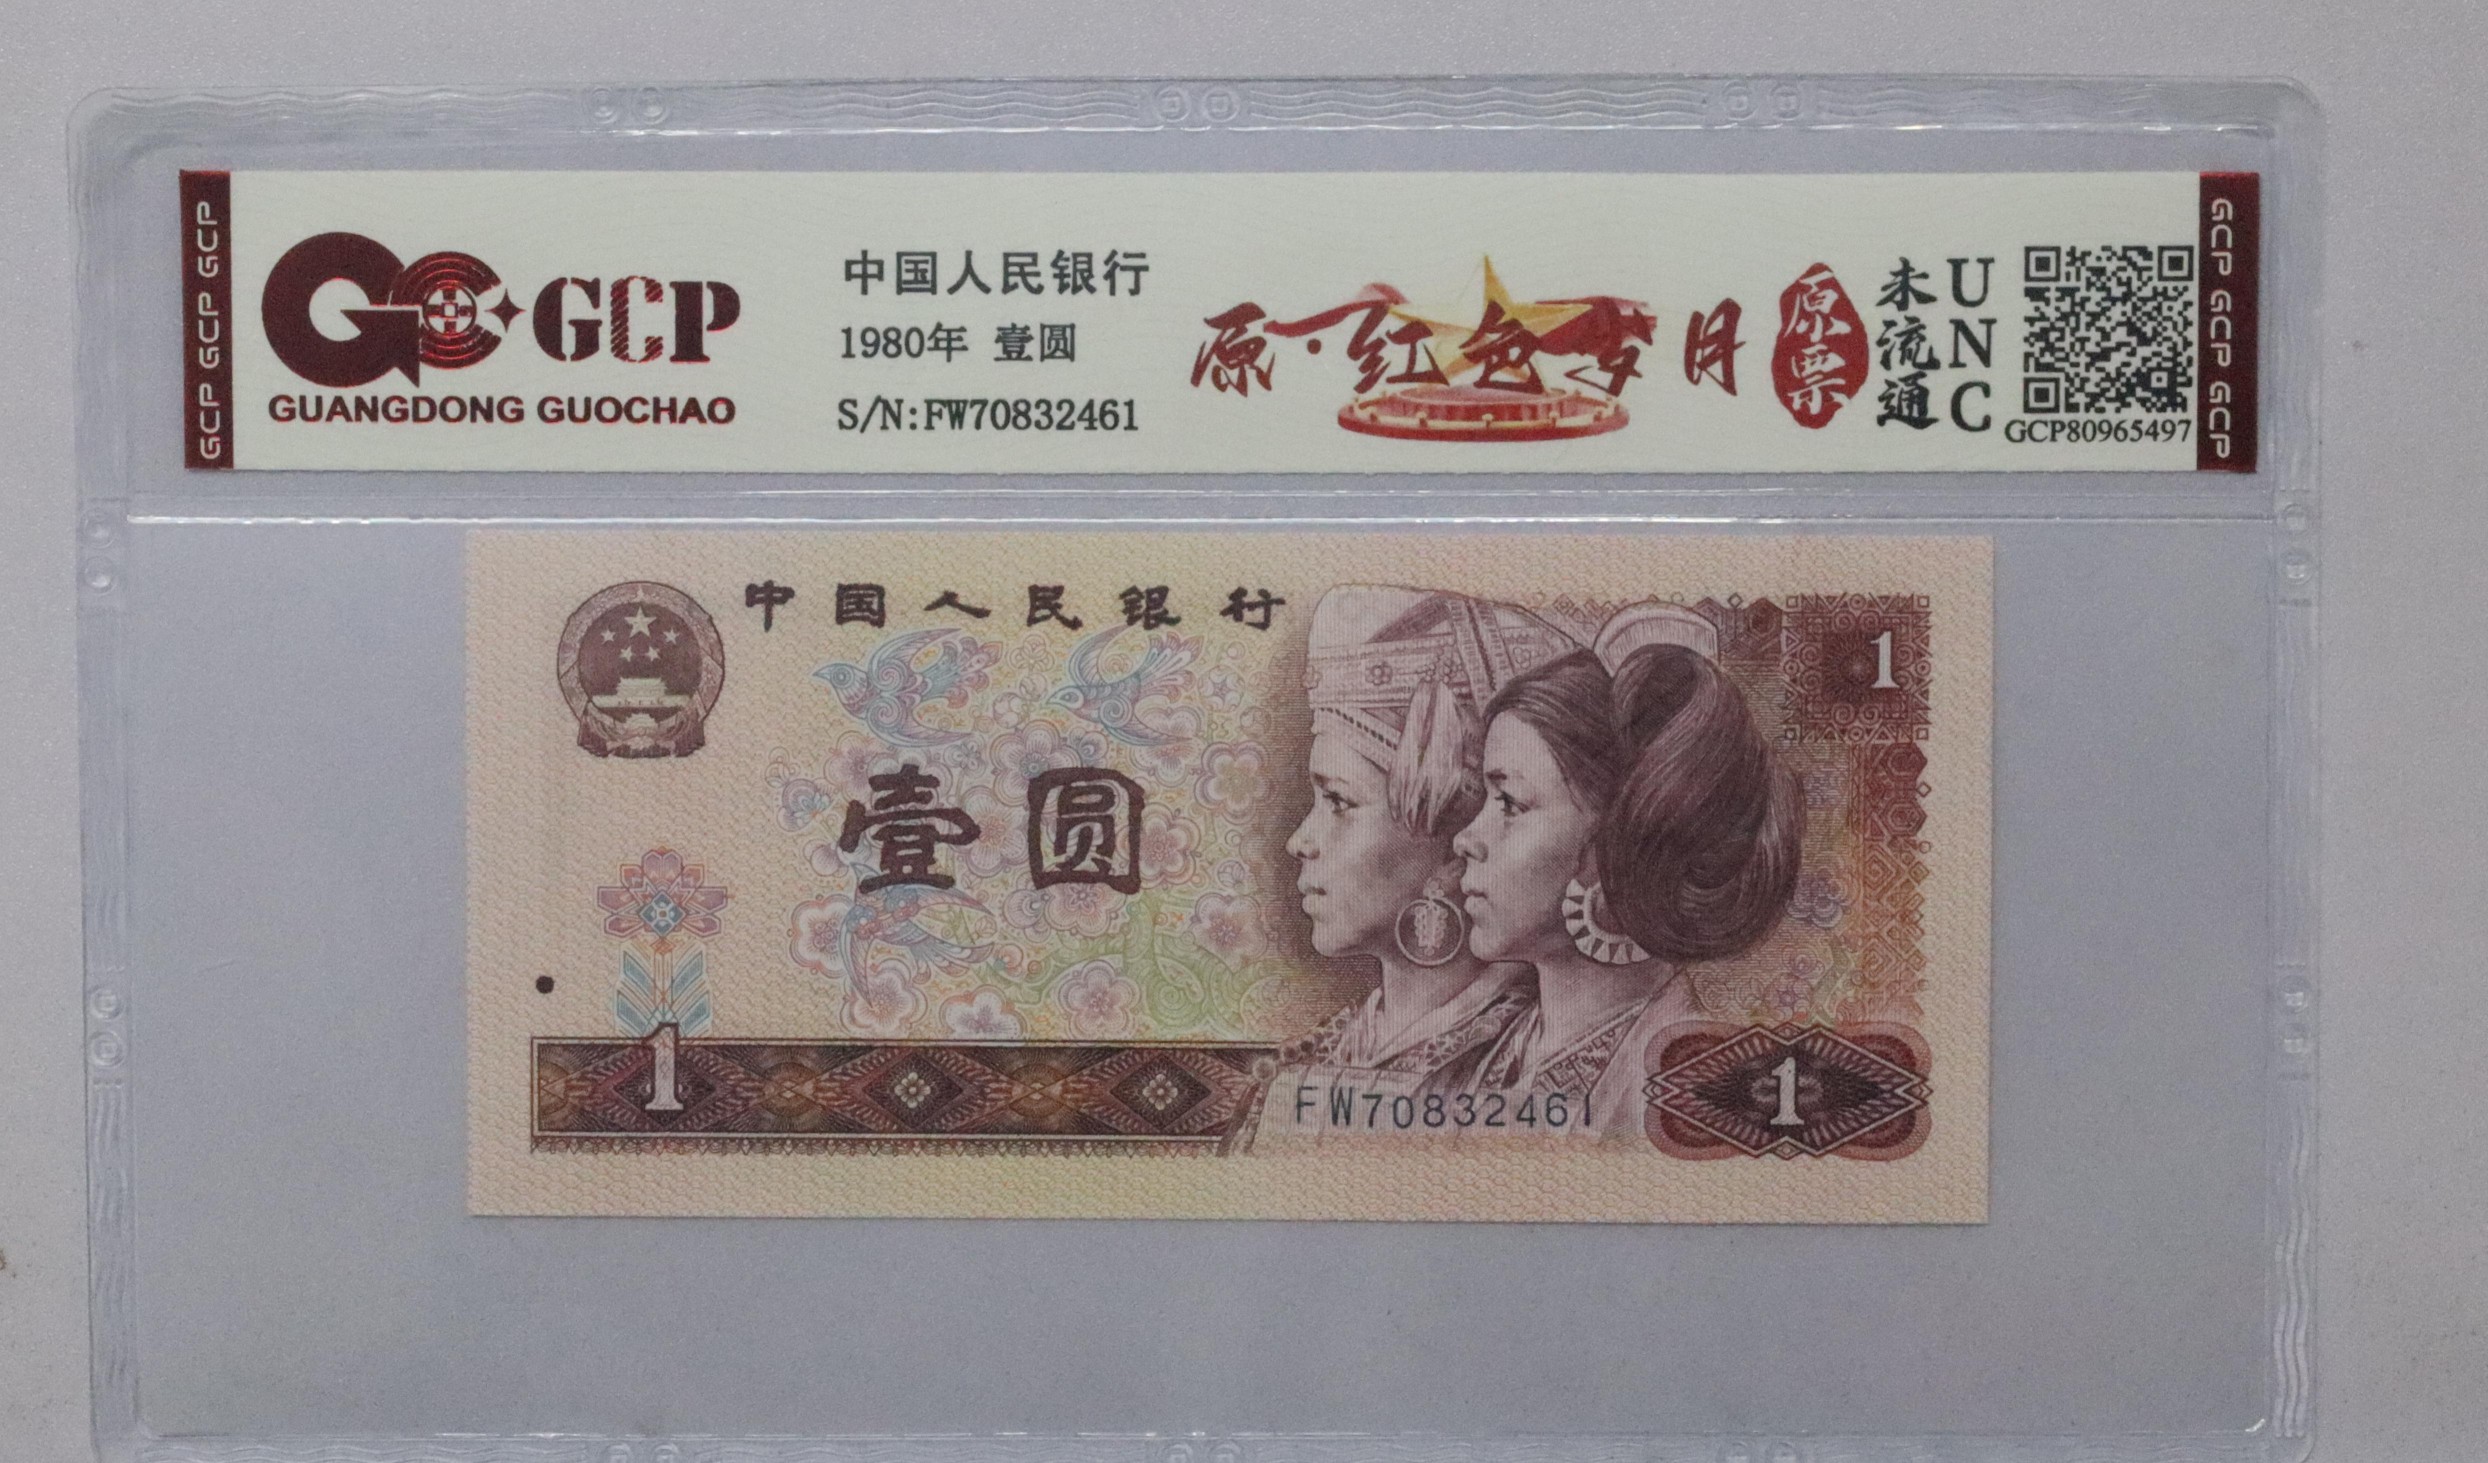 GCP GCP GCP
GCP
GUANGDONG GUOCHAO
中国人民银行
1980年 壹圆
S/N:FW70832461
原·红色岁月
原票
未流通
UNC
GCP80965497
GCP GCP GCP
中国人民银行
1
壹圆
1
FW70832461
1